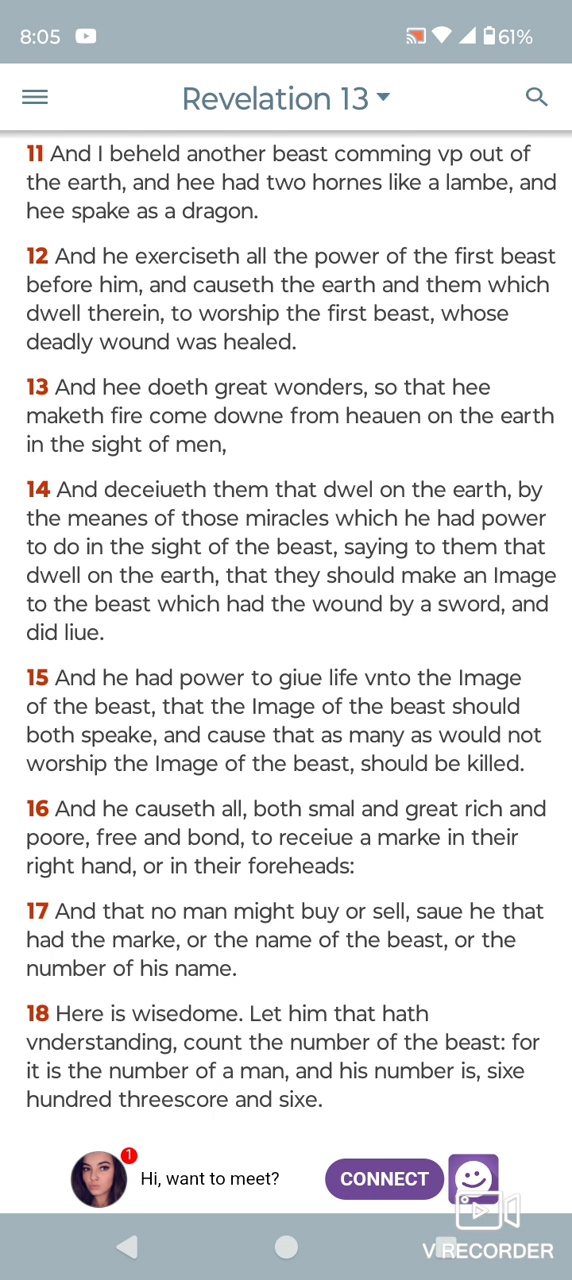 8:05 61%
Revelation 13
11 And I beheld another beast comming vp out of
the earth, and hee had two hornes like a lambe, and
hee spake as a dragon.
12 And he exerciseth all the power of the first beast
before him, and causeth the earth and them which
dwell therein, to worship the first beast, whose
deadly wound was healed.
13 And hee doeth great wonders, so that hee
maketh fire come downe from heauen on the earth
in the sight of men,
14 And deceiueth them that dwel on the earth, by
the meanes of those miracles which he had power
to do in the sight of the beast, saying to them that
dwell on the earth, that they should make an Image
to the beast which had the wound by a sword, and
did liue.
15 And he had power to giue life vnto the Image
of the beast, that the Image of the beast should
both speake, and cause that as many as would not
worship the Image of the beast, should be killed.
16 And he causeth all, both smal and great rich and
poore, free and bond, to receiue a marke in their
right hand, or in their foreheads:
17 And that no man might buy or sell, saue he that
had the marke, or the name of the beast, or the
number of his name.
18 Here is wisedome. Let him that hath
vnderstanding, count the number of the beast: for
it is the number of a man, and his number is, sixe
hundred threescore and sixe.
1
Hi, want to meet? CONNECT
V RECORDER